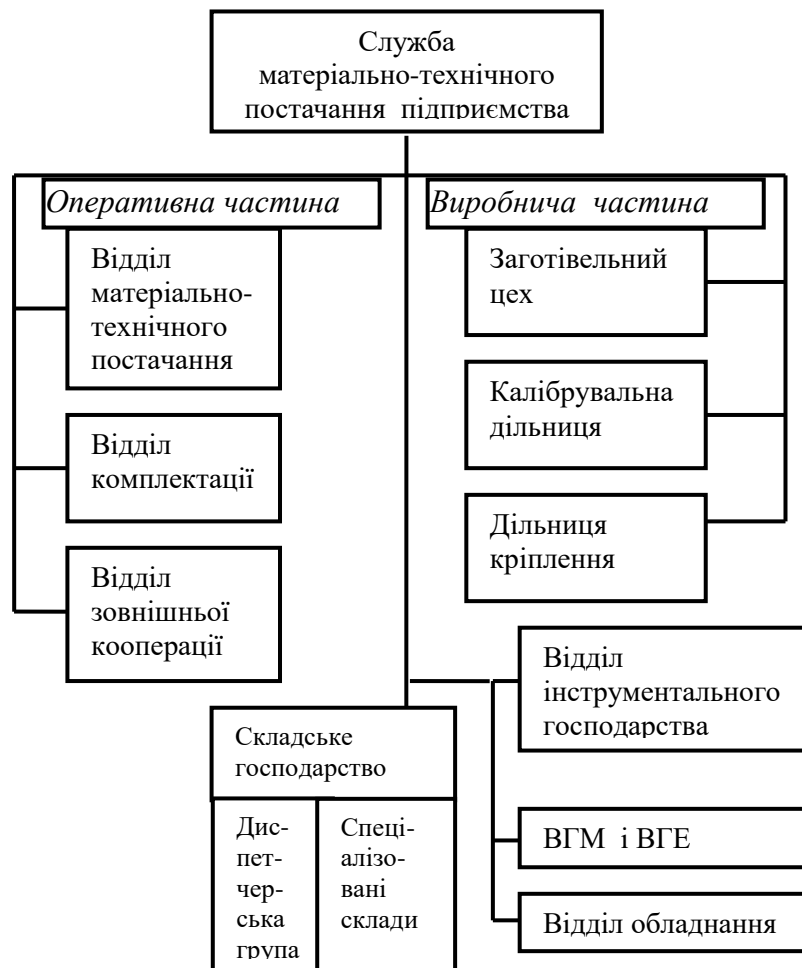 Служба
матеріально-технічного
постачання підприємства
Оперативна частина
Виробнича частина
Відділ
матеріально-
технічного
постачання
Відділ
комплектації
Відділ
зовнішньої
кооперації
Заготівельний
цех
Калібрувальна
дільниця
Дільниця
кріплення
Відділ
інструментального
господарства
ВГМ і ВГЕ
Відділ обладнання
Складське
господарство
Дис-
пет-
чер-
ська
група
Спеці-
алізо-
вані
склади